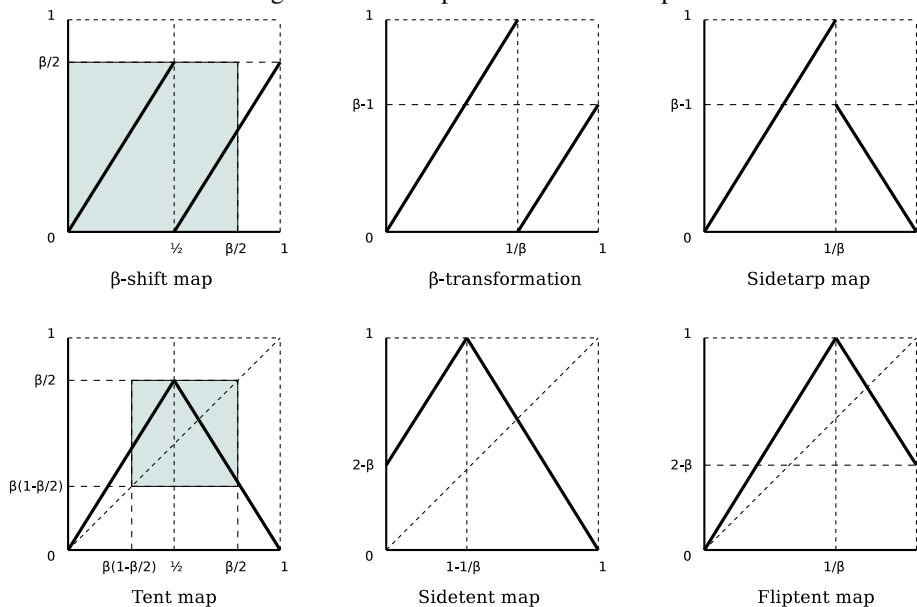 1
β/2
0
½
β/2
1
β-shift map
1
β-1
0
1/β
1
β-transformation
1
β-1
0
1/β
Sidetarp map
1
β/2
β(1-β/2)
0
β(1-β/2)
½
β/2
1
Tent map
1
2-β
0
1-1/β
1
Sidetent map
1
2-β
0
1/β
Fliptent map